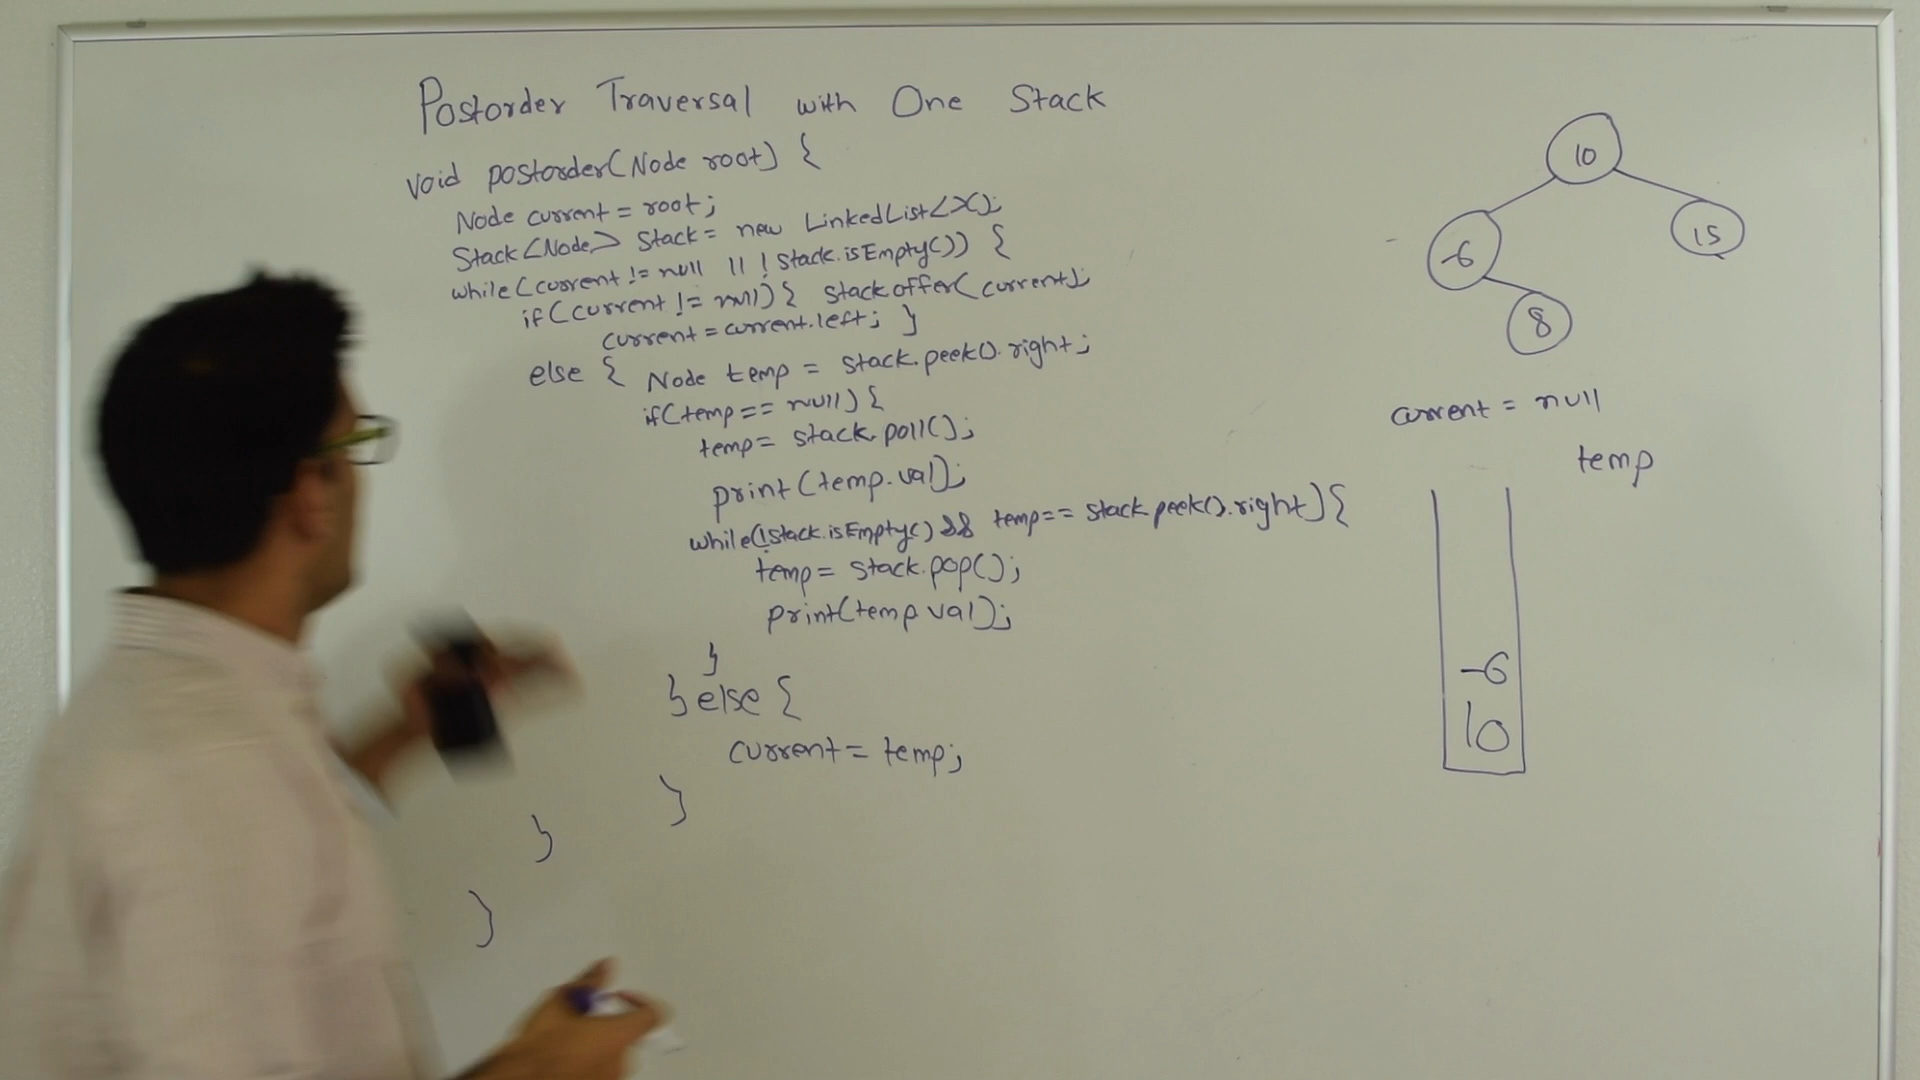 Postorder Traversal with One Stack
void postorder(Node root) {
Node current = root;
Stack<Node> stack = new LinkedList<>();
while(current != null || !stack.isEmpty()) {
if(current != null) { stack.offer(current);
current = current.left; }
else { Node temp = stack.peek().right;
if(temp == null) {
temp = stack.poll();
print(temp.val);
while(!stack.isEmpty() && temp == stack.peek().right) {
temp = stack.pop();
print(temp.val);
}
} else {
current = temp;
}
}
}
10
-6
15
8
current = null
temp
-6
10